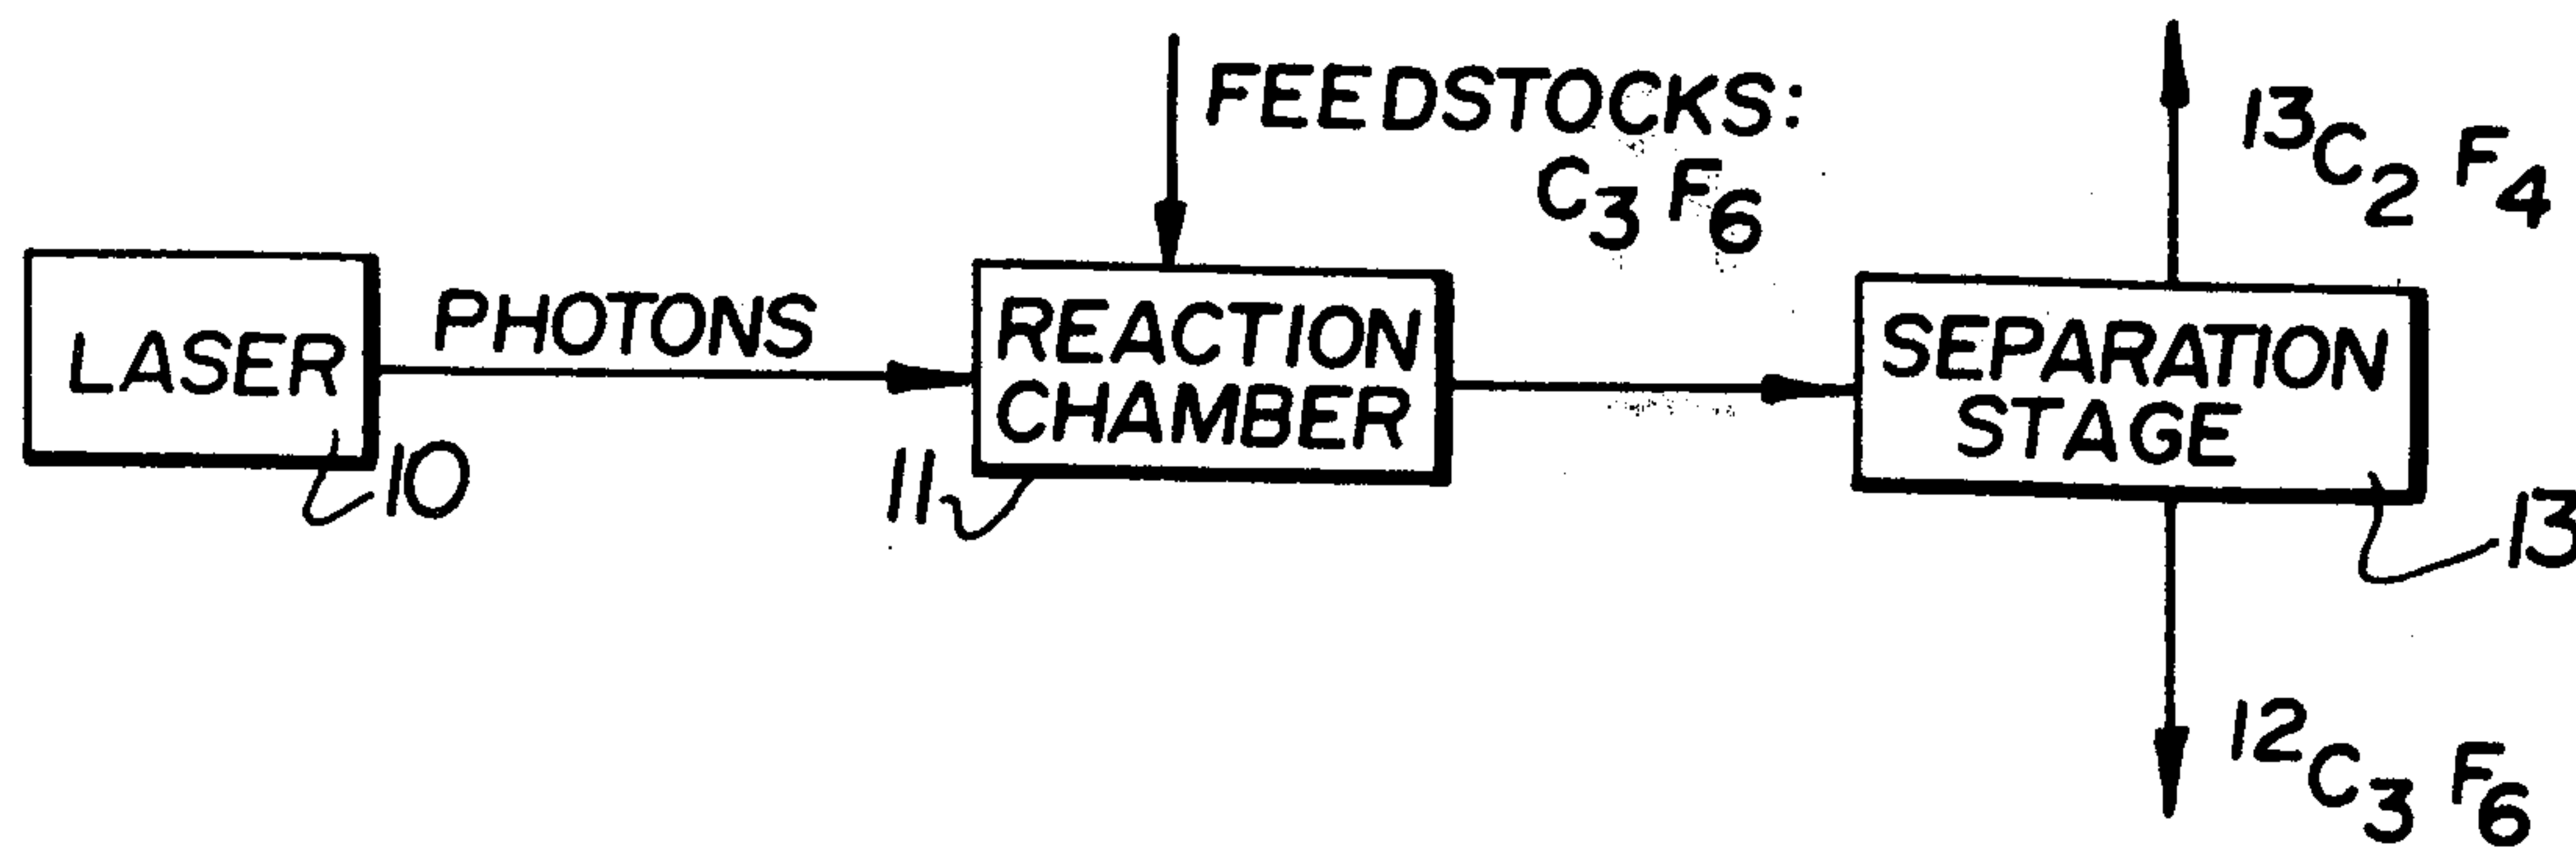 FEEDSTOCKS:
C₃ F₆
¹³C₂ F₄
LASER
PHOTONS
REACTION
CHAMBER
SEPARATION
STAGE
10
11
13
¹²C₃ F₆